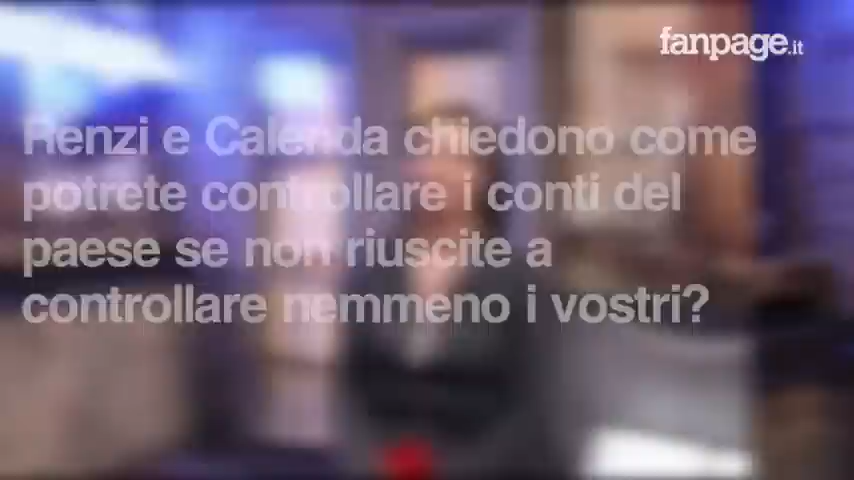 fanpage.it
Renzi e Calenda chiedono come
potrete controllare i conti del
paese se non riuscite a
controllare nemmeno i vostri?